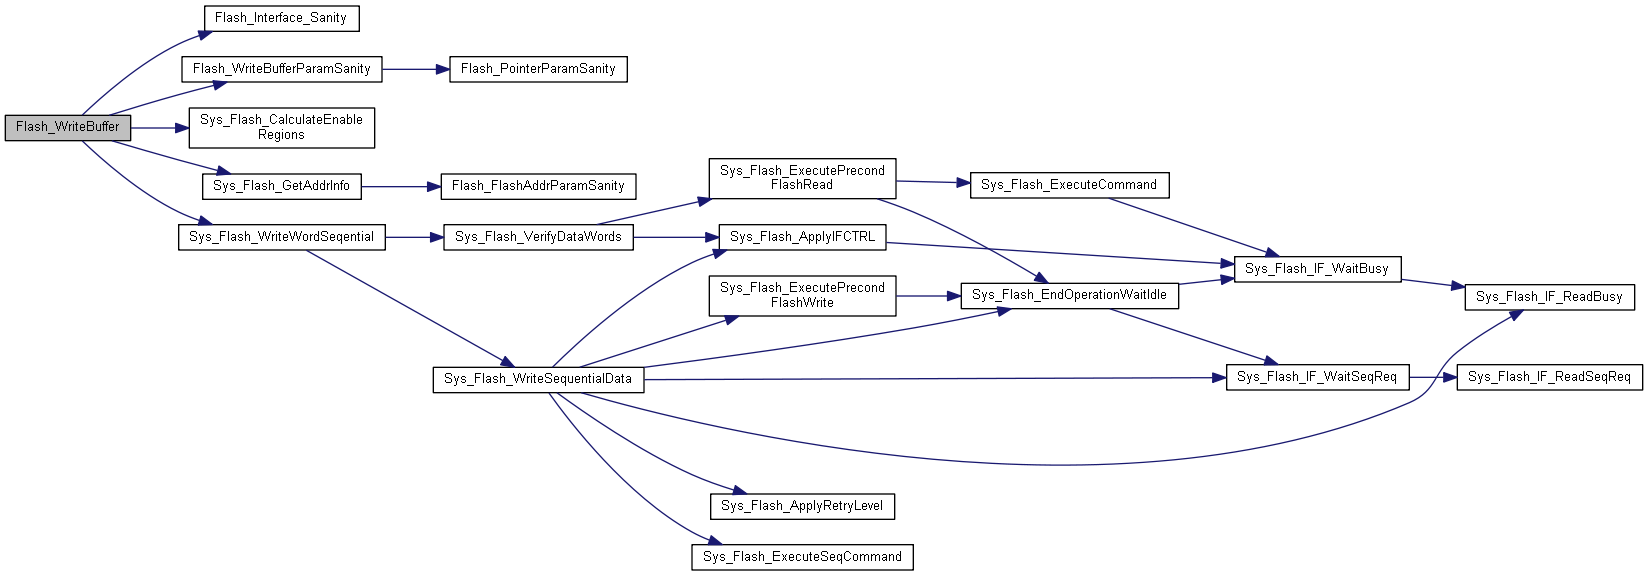 Flash_Interface_Sanity
Flash_WriteBufferParamSanity
Flash_PointerParamSanity
Flash_WriteBuffer
Sys_Flash_CalculateEnable
Regions
Sys_Flash_GetAddrInfo
Flash_FlashAddrParamSanity
Sys_Flash_ExecutePrecond
FlashRead
Sys_Flash_ExecuteCommand
Sys_Flash_WriteWordSeqential
Sys_Flash_VerifyDataWords
Sys_Flash_ApplyIFCTRL
Sys_Flash_IF_WaitBusy
Sys_Flash_ExecutePrecond
FlashWrite
Sys_Flash_EndOperationWaitIdle
Sys_Flash_IF_ReadBusy
Sys_Flash_WriteSequentialData
Sys_Flash_IF_WaitSeqReq
Sys_Flash_IF_ReadSeqReq
Sys_Flash_ApplyRetryLevel
Sys_Flash_ExecuteSeqCommand